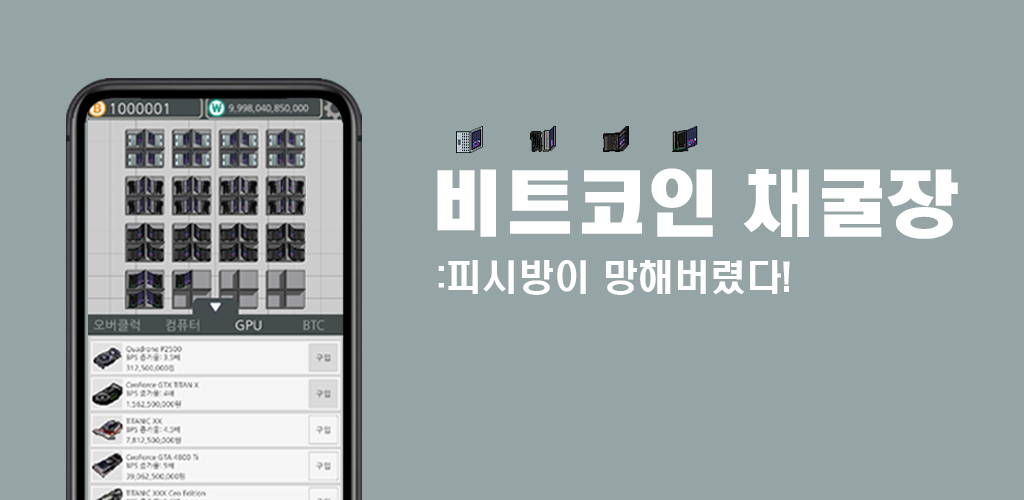 1000001
9,998,040,850,000
비트코인 채굴장
:피시방이 망해버렸다!
오버클럭 컴퓨터 GPU BTC
Quadrono P2500
BPS 증가율: 3.5배
312,500,000원
구입
CeoForce GTX TITAN X
BPS 증가율: 4배
1,562,500,000원
구입
TITANIC XX
BPS 증가율: 4.5배
7,812,500,000원
구입
CeoForce GTA 4800 Ti
BPS 증가율: 5배
39,062,500,000원
구입
TITANIC XXX Ceo Edition